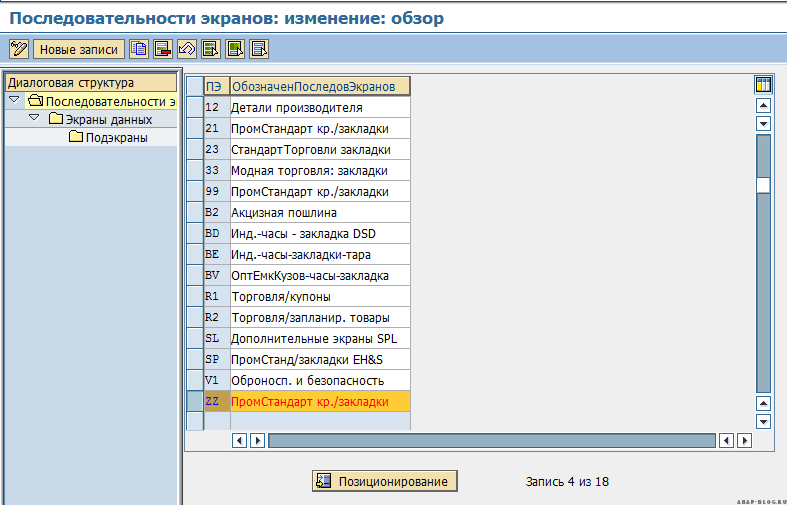 Последовательности экранов: изменение: обзор
Новые записи
Диалоговая структура
Последовательности э
Экраны данных
Подэкраны
ПЭ ОбозначенПоследовЭкранов
12 Детали производителя
21 ПромСтандарт кр./закладки
23 СтандартТорговли закладки
33 Модная торговля: закладки
99 ПромСтандарт кр./закладки
B2 Акцизная пошлина
BD Инд.-часы - закладка DSD
BE Инд.-часы-закладки-тара
BV ОптЕмкКузов-часы-закладка
R1 Торговля/купоны
R2 Торговля/запланир. товары
SL Дополнительные экраны SPL
SP ПромСтанд/закладки EH&S
V1 Оброносп. и безопасность
ZZ ПромСтандарт кр./закладки
Позиционирование
Запись 4 из 18
ABAP-BLOG.RU